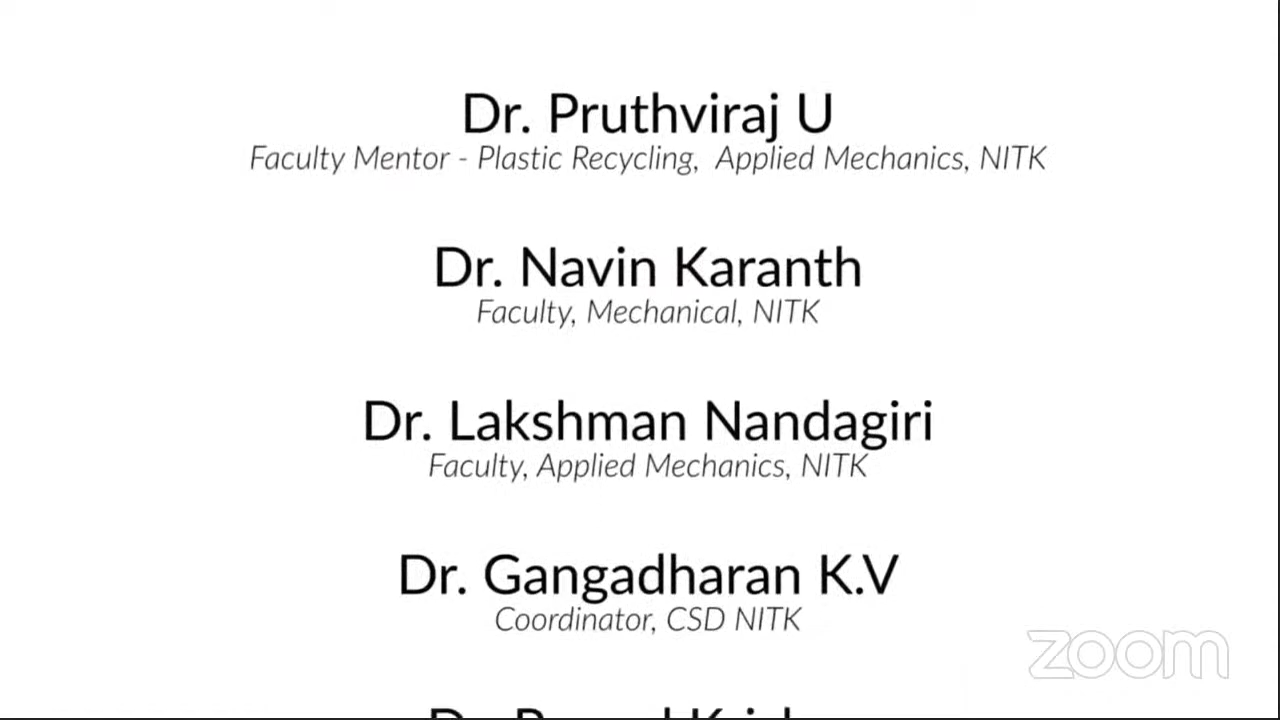 Dr. Pruthviraj U
Faculty Mentor - Plastic Recycling, Applied Mechanics, NITK
Dr. Navin Karanth
Faculty, Mechanical, NITK
Dr. Lakshman Nandagiri
Faculty, Applied Mechanics, NITK
Dr. Gangadharan K.V
Coordinator, CSD NITK
zoom
Dr.